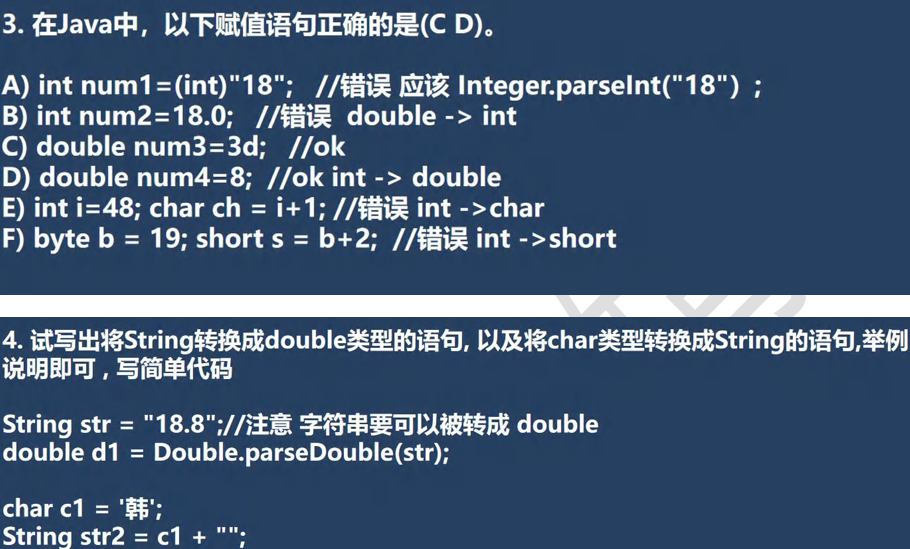 3. 在Java中，以下赋值语句正确的是(C D)。
A) int num1=(int)"18"; //错误 应该 Integer.parseInt("18") ;
B) int num2=18.0; //错误 double -> int
C) double num3=3d; //ok
D) double num4=8; //ok int -> double
E) int i=48; char ch = i+1; //错误 int ->char
F) byte b = 19; short s = b+2; //错误 int ->short
4. 试写出将String转换成double类型的语句, 以及将char类型转换成String的语句,举例
说明即可，写简单代码
String str = "18.8";//注意 字符串要可以被转成 double
double d1 = Double.parseDouble(str);
char c1 = '韩';
String str2 = c1 + "";